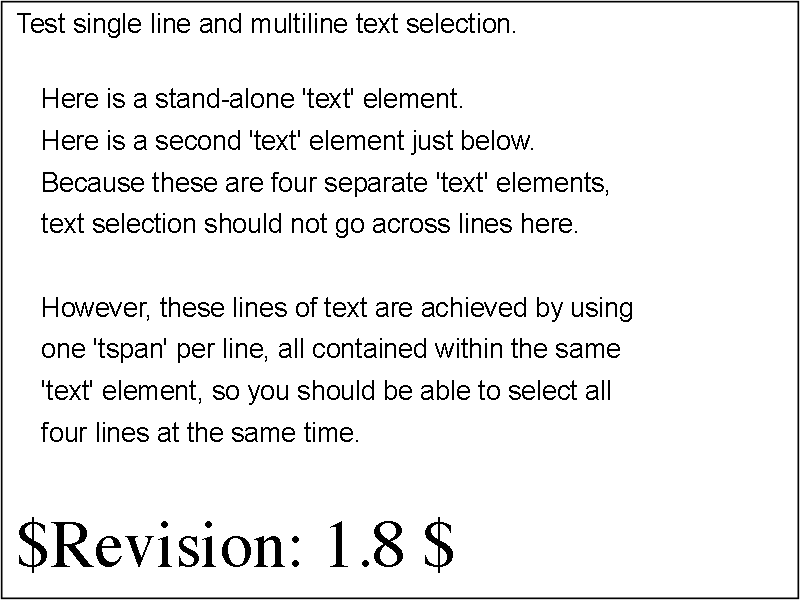 Test single line and multiline text selection.
Here is a stand-alone 'text' element.
Here is a second 'text' element just below.
Because these are four separate 'text' elements,
text selection should not go across lines here.
However, these lines of text are achieved by using
one 'tspan' per line, all contained within the same
'text' element, so you should be able to select all
four lines at the same time.
$Revision: 1.8 $